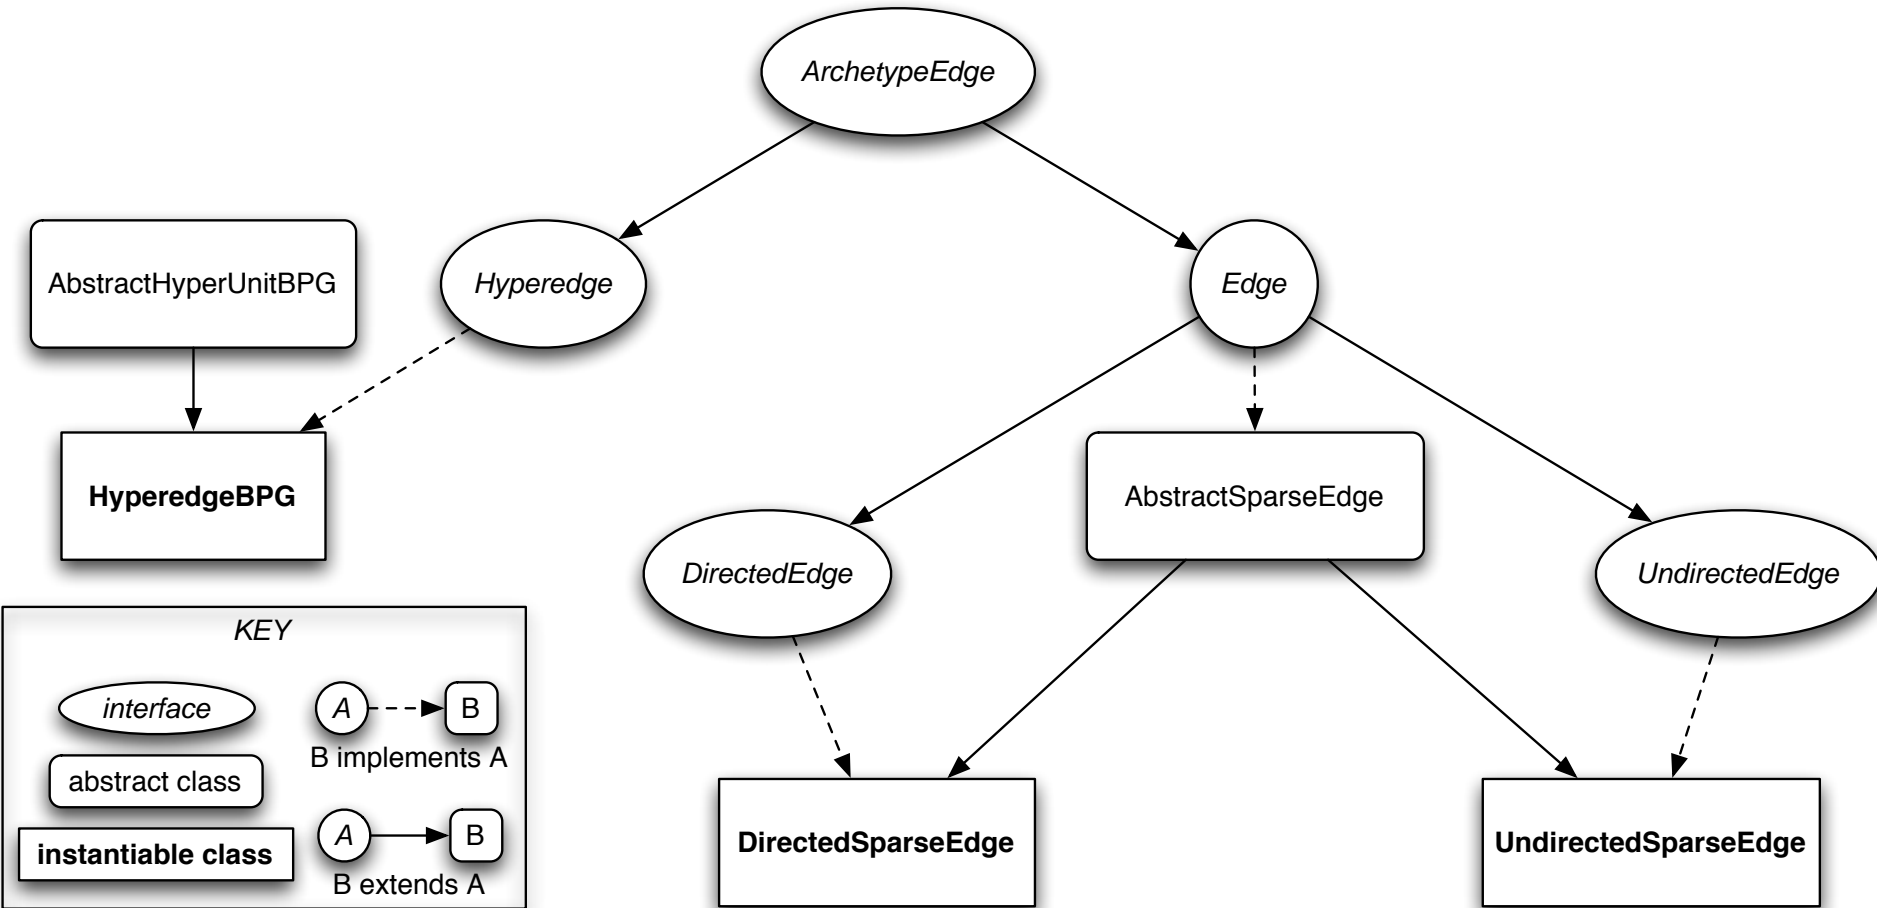 ArchetypeEdge
AbstractHyperUnitBPG
Hyperedge
Edge
HyperedgeBPG
AbstractSparseEdge
DirectedEdge
UndirectedEdge
KEY
interface
A
B
B implements A
abstract class
A
B
instantiable class
B extends A
DirectedSparseEdge
UndirectedSparseEdge